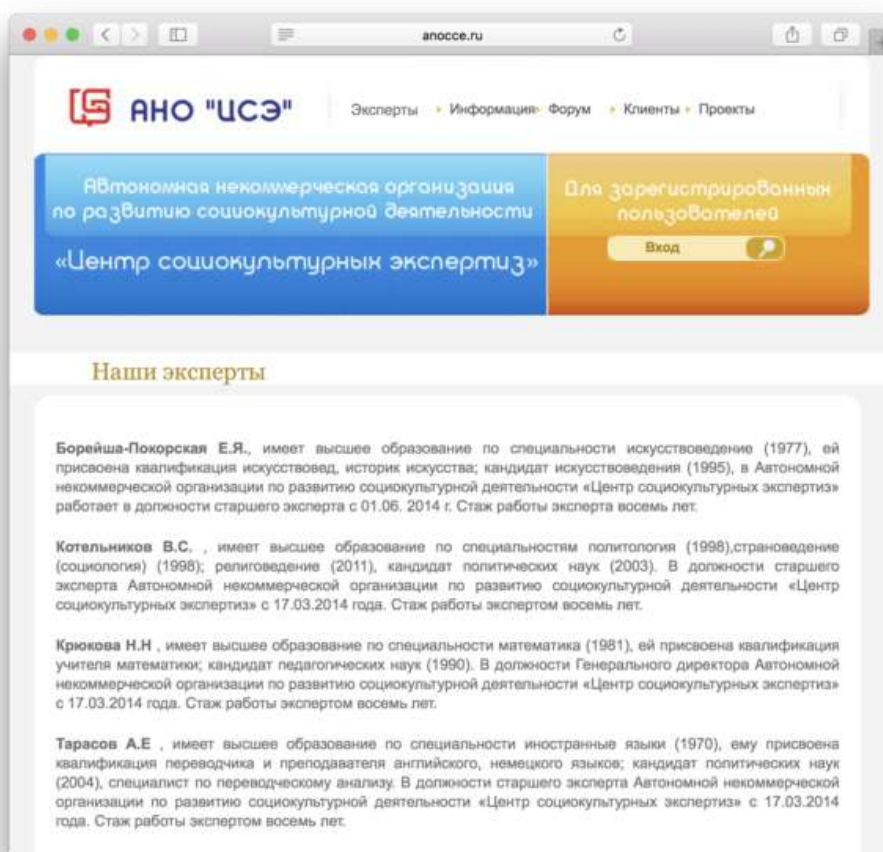 anocce.ru
АНО "ЦСЭ"
Эксперты Информация Форум Клиенты Проекты
Автономная некоммерческая организация
по развитию социокультурной деятельности
«Центр социокультурных экспертиз»
Для зарегистрированных
пользователей
Вход
Наши эксперты
Борейша-Покорская Е.Я., имеет высшее образование по специальности искусствоведение (1977), ей
присвоена квалификация искусствовед, историк искусства; кандидат искусствоведения (1995), в Автономной
некоммерческой организации по развитию социокультурной деятельности «Центр социокультурных экспертиз»
работает в должности старшего эксперта с 01.06. 2014 г. Стаж работы эксперта восемь лет.
Котельников В.С. , имеет высшее образование по специальностям политология (1998),страноведение
(социология) (1998); религоведение (2011), кандидат политических наук (2003). В должности старшего
эксперта Автономной некоммерческой организации по развитию социокультурной деятельности «Центр
социокультурных экспертиз» с 17.03.2014 года. Стаж работы экспертом восемь лет.
Крюкова Н.Н , имеет высшее образование по специальности математика (1981), ей присвоена квалификация
учителя математики; кандидат педагогических наук (1990). В должности Генерального директора Автономной
некоммерческой организации по развитию социокультурной деятельности «Центр социокультурных экспертиз»
с 17.03.2014 года. Стаж работы экспертом восемь лет.
Тарасов А.Е , имеет высшее образование по специальности иностранные языки (1970), ему присвоена
квалификация переводчика и преподавателя английского, немецкого языков; кандидат политических наук
(2004), специалист по переводческому анализу. В должности старшего эксперта Автономной некоммерческой
организации по развитию социокультурной деятельности «Центр социокультурных экспертиз» с 17.03.2014
года. Стаж работы экспертом восемь лет.